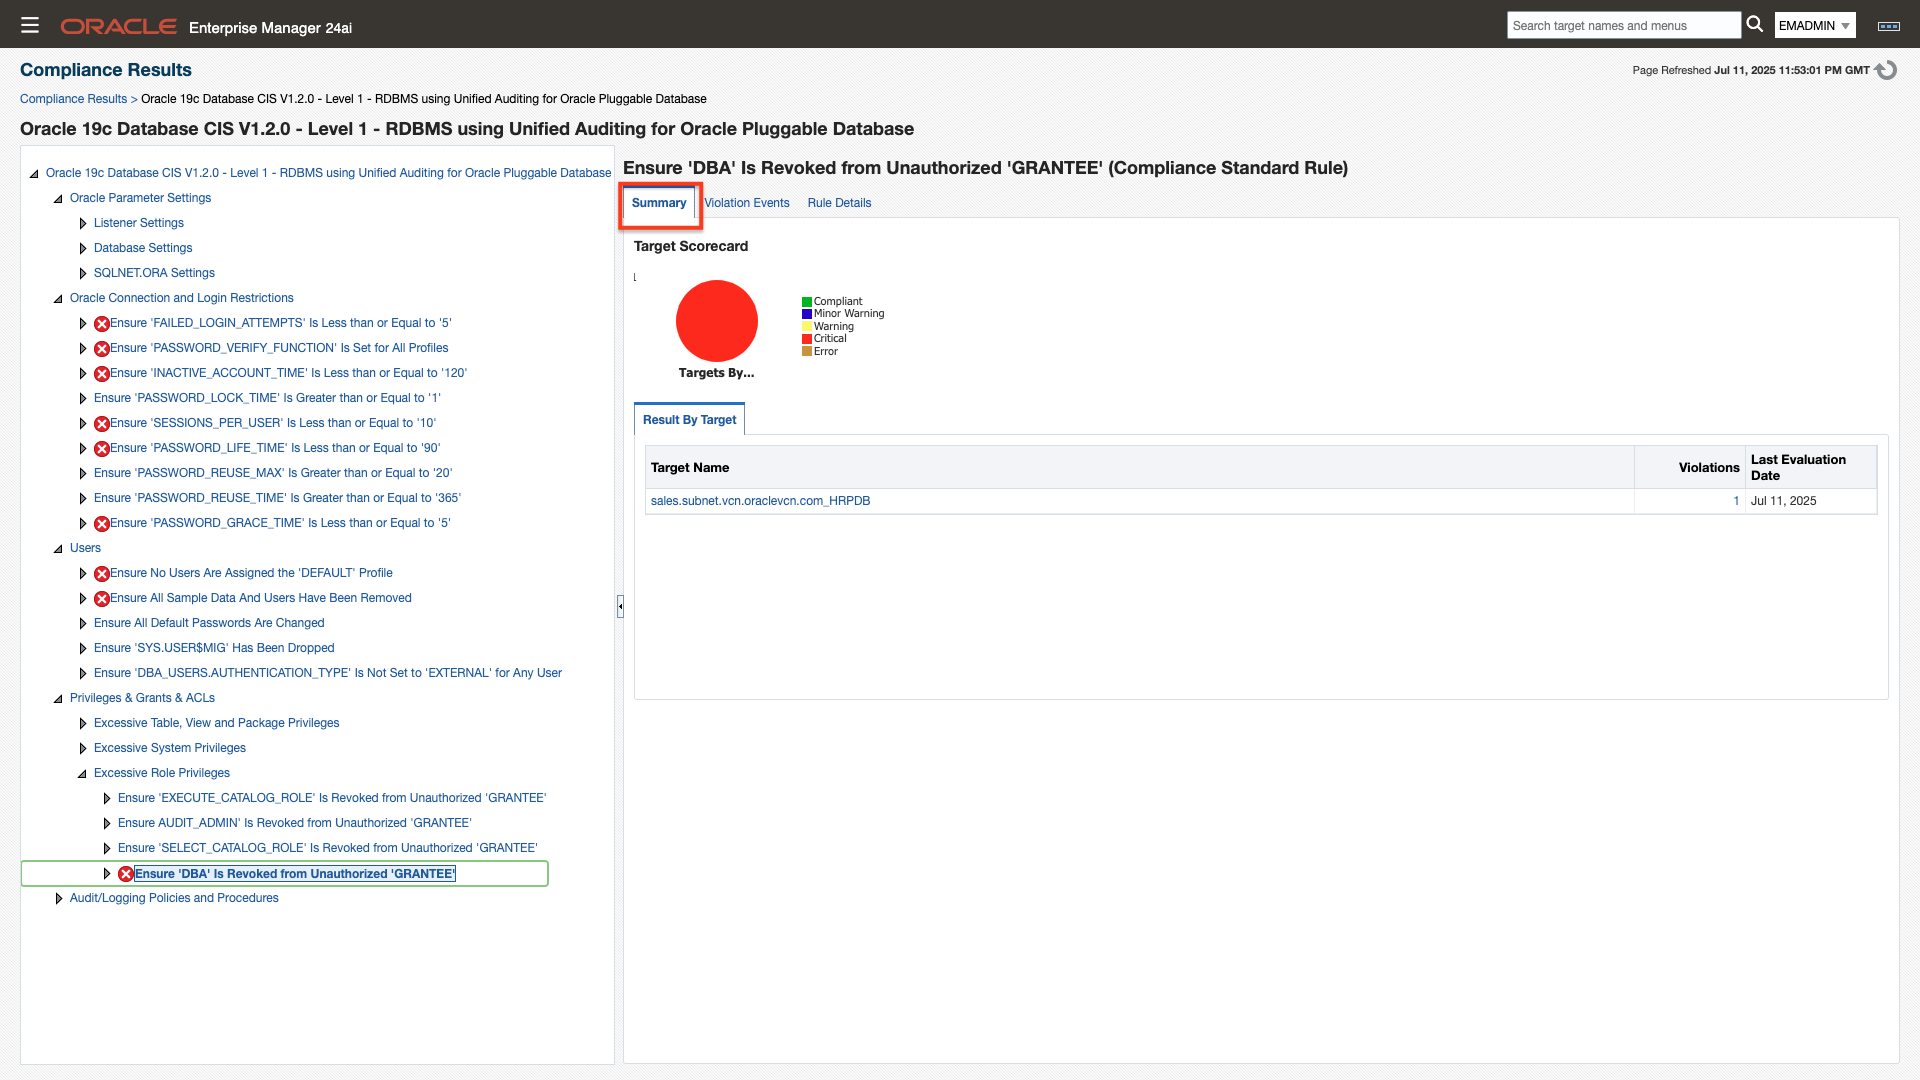 ORACLE Enterprise Manager 24ai
Search target names and menus
EMADMIN
Compliance Results
Page Refreshed Jul 11, 2025 11:53:01 PM GMT
Compliance Results > Oracle 19c Database CIS V1.2.0 - Level 1 - RDBMS using Unified Auditing for Oracle Pluggable Database
Oracle 19c Database CIS V1.2.0 - Level 1 - RDBMS using Unified Auditing for Oracle Pluggable Database
Oracle 19c Database CIS V1.2.0 - Level 1 - RDBMS using Unified Auditing for Oracle Pluggable Database
Oracle Parameter Settings
Listener Settings
Database Settings
SQLNET.ORA Settings
Oracle Connection and Login Restrictions
Ensure 'FAILED_LOGIN_ATTEMPTS' Is Less than or Equal to '5'
Ensure 'PASSWORD_VERIFY_FUNCTION' Is Set for All Profiles
Ensure 'INACTIVE_ACCOUNT_TIME' Is Less than or Equal to '120'
Ensure 'PASSWORD_LOCK_TIME' Is Greater than or Equal to '1'
Ensure 'SESSIONS_PER_USER' Is Less than or Equal to '10'
Ensure 'PASSWORD_LIFE_TIME' Is Less than or Equal to '90'
Ensure 'PASSWORD_REUSE_MAX' Is Greater than or Equal to '20'
Ensure 'PASSWORD_REUSE_TIME' Is Greater than or Equal to '365'
Ensure 'PASSWORD_GRACE_TIME' Is Less than or Equal to '5'
Users
Ensure No Users Are Assigned the 'DEFAULT' Profile
Ensure All Sample Data And Users Have Been Removed
Ensure All Default Passwords Are Changed
Ensure 'SYS.USER$MIG' Has Been Dropped
Ensure 'DBA_USERS.AUTHENTICATION_TYPE' Is Not Set to 'EXTERNAL' for Any User
Privileges & Grants & ACLs
Excessive Table, View and Package Privileges
Excessive System Privileges
Excessive Role Privileges
Ensure 'EXECUTE_CATALOG_ROLE' Is Revoked from Unauthorized 'GRANTEE'
Ensure AUDIT_ADMIN' Is Revoked from Unauthorized 'GRANTEE'
Ensure 'SELECT_CATALOG_ROLE' Is Revoked from Unauthorized 'GRANTEE'
Ensure 'DBA' Is Revoked from Unauthorized 'GRANTEE'
Audit/Logging Policies and Procedures
Ensure 'DBA' Is Revoked from Unauthorized 'GRANTEE' (Compliance Standard Rule)
Summary Violation Events Rule Details
Target Scorecard
1
Compliant
Minor Warning
Warning
Critical
Error
Targets By...
Result By Target
Target Name Violations Last Evaluation Date
sales.subnet.vcn.oraclevcn.com_HRPDB 1 Jul 11, 2025